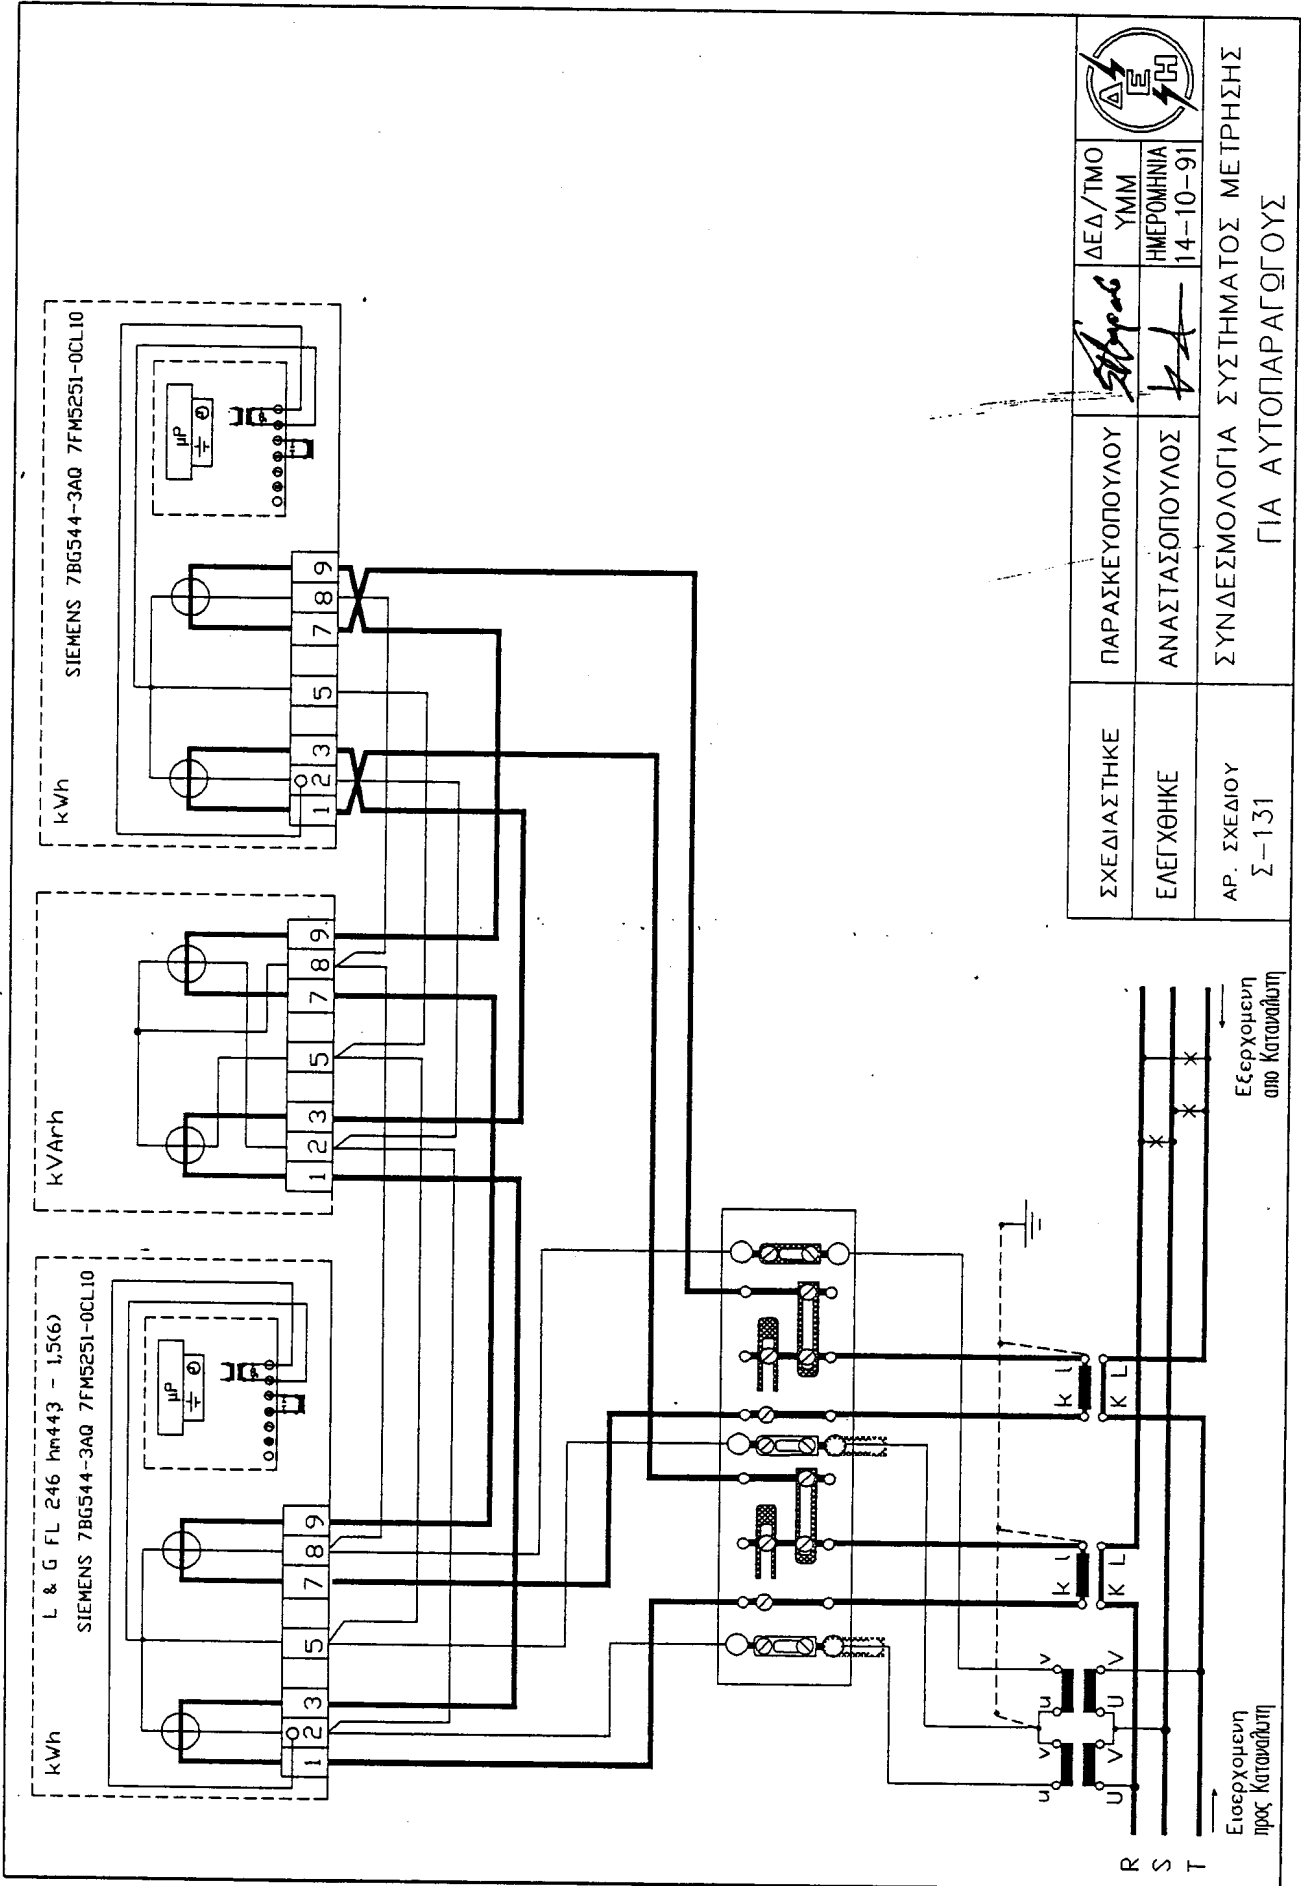 kWh
L & G FL 246 hm443 - 1,5(6)
SIEMENS 7BG544-3AQ 7FM5251-0CL10
μP
1 2 3 5 7 8 9
kVArh
1 2 3 5 7 8 9
kWh
SIEMENS 7BG544-3AQ 7FM5251-0CL10
μP
1 2 3 5 7 8 9
u v u v
U V U V
k l k l
K L K L
R
S
T
Εισερχομενη
προς Καταναλωτη
Εξερχομενη
απο Καταναλωτη
ΣΧΕΔΙΑΣΤΗΚΕ
ΠΑΡΑΣΚΕΥΟΠΟΥΛΟΥ
ΔΕΔ/ΤΜΟ
ΥΜΜ
ΔΕΗ
ΕΛΕΓΧΘΗΚΕ
ΑΝΑΣΤΑΣΟΠΟΥΛΟΣ
ΗΜΕΡΟΜΗΝΙΑ
14-10-91
ΑΡ. ΣΧΕΔΙΟΥ
Σ-131
ΣΥΝΔΕΣΜΟΛΟΓΙΑ ΣΥΣΤΗΜΑΤΟΣ ΜΕΤΡΗΣΗΣ
ΓΙΑ ΑΥΤΟΠΑΡΑΓΩΓΟΥΣ